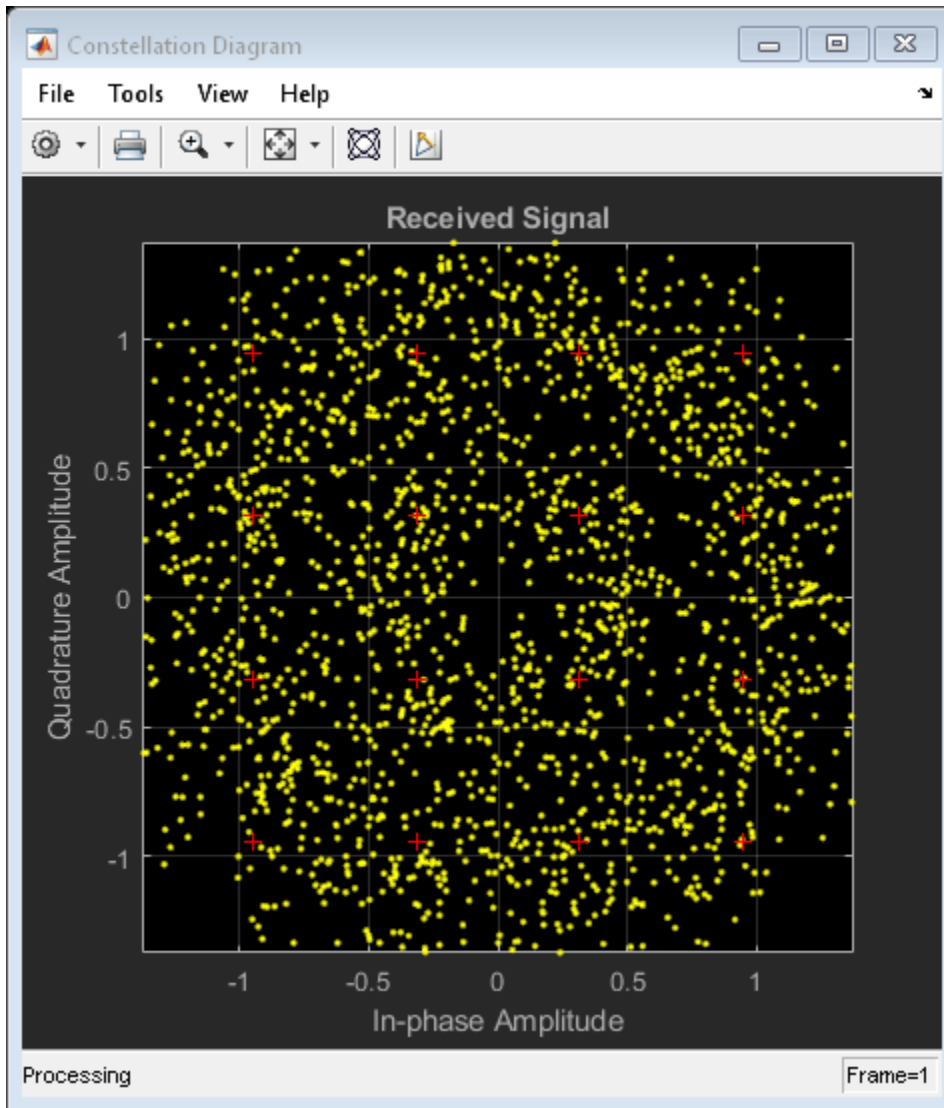 Constellation Diagram
File Tools View Help
Received Signal
Quadrature Amplitude
1
0.5
0
-0.5
-1
-1 -0.5 0 0.5 1
In-phase Amplitude
Processing Frame=1